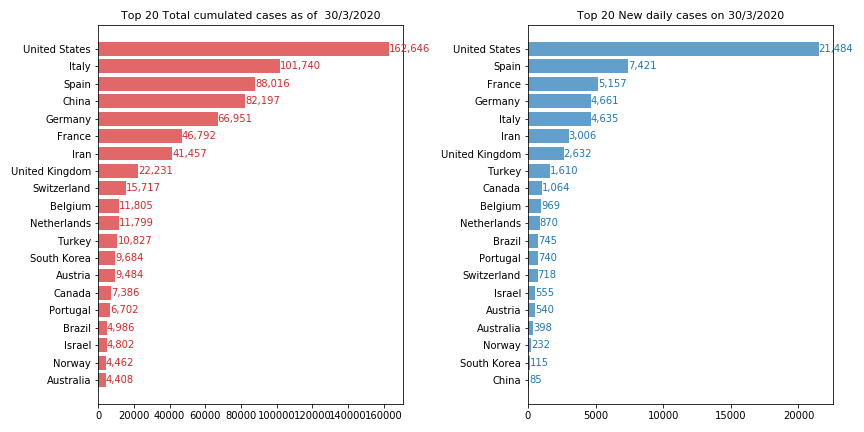 Top 20 Total cumulated cases as of  30/3/2020
United States 162,646
Italy 101,740
Spain 88,016
China 82,197
Germany 66,951
France 46,792
Iran 41,457
United Kingdom 22,231
Switzerland 15,717
Belgium 11,805
Netherlands 11,799
Turkey 10,827
South Korea 9,684
Austria 9,484
Canada 7,386
Portugal 6,702
Brazil 4,986
Israel 4,802
Norway 4,462
Australia 4,408
0 20000 40000 60000 80000 100000 120000 140000 160000
Top 20 New daily cases on 30/3/2020
United States 21,484
Spain 7,421
France 5,157
Germany 4,661
Italy 4,635
Iran 3,006
United Kingdom 2,632
Turkey 1,610
Canada 1,064
Belgium 969
Netherlands 870
Brazil 745
Portugal 740
Switzerland 718
Israel 555
Austria 540
Australia 398
Norway 232
South Korea 115
China 85
0 5000 10000 15000 20000